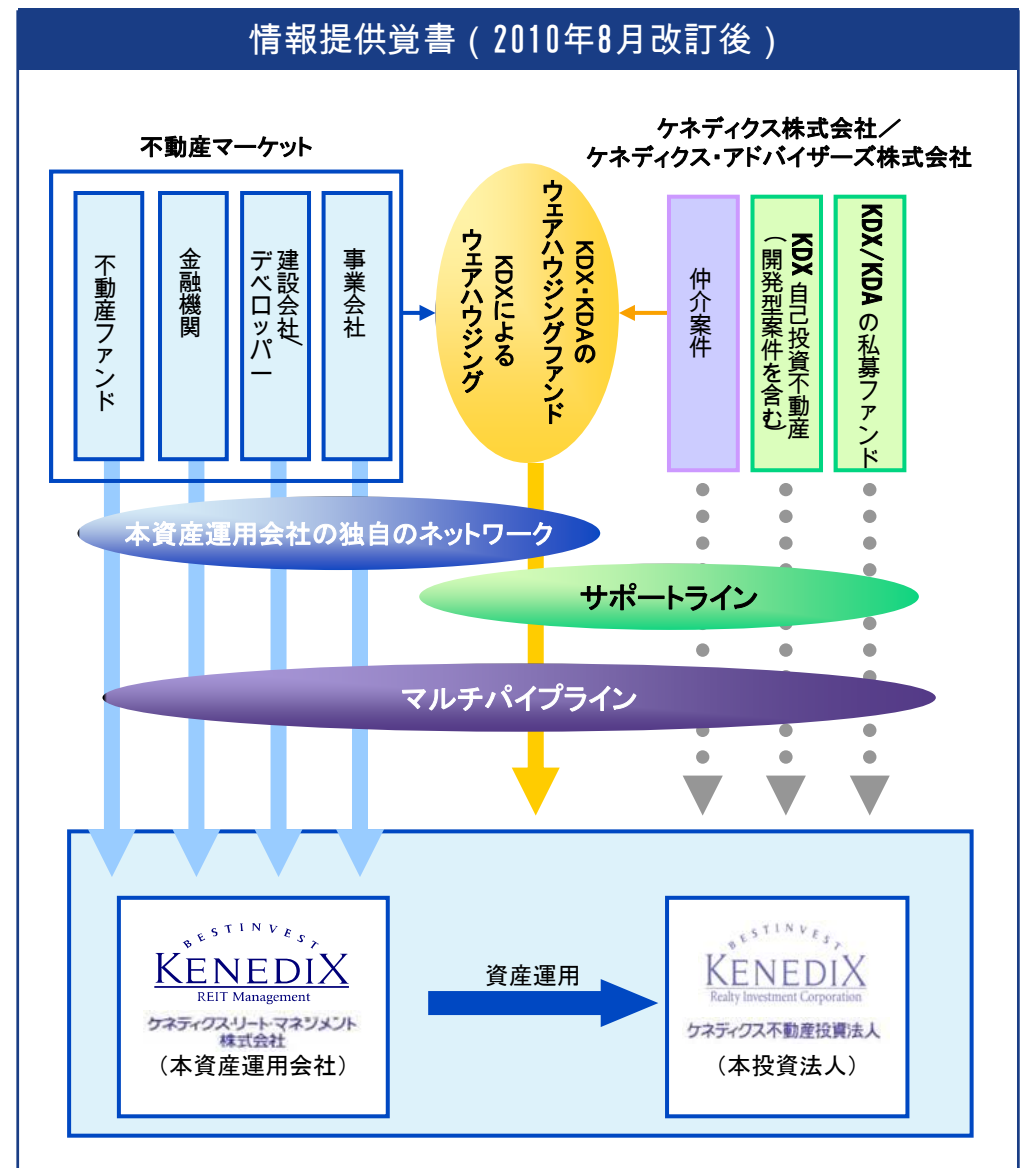 情報提供覚書(2010年8月改訂後)
不動産マーケット
ケネディクス株式会社/
ケネディクス・アドバイザーズ株式会社
不動産ファンド
金融機関
建設会社/
デベロッパー
事業会社
KDX・KDAの
ウェアハウジングファンド
KDXによる
ウェアハウジング
仲介案件
KDX 自己投資不動産
(開発型案件を含む)
KDX/KDA の私募ファンド
本資産運用会社の独自のネットワーク
サポートライン
マルチパイプライン
BESTINVEST
KENEDIX
REIT Management
ケネディクス・リート・マネジメント
株式会社
(本資産運用会社)
資産運用
BESTINVEST
KENEDIX
Realty Investment Corporation
ケネディクス不動産投資法人
(本投資法人)